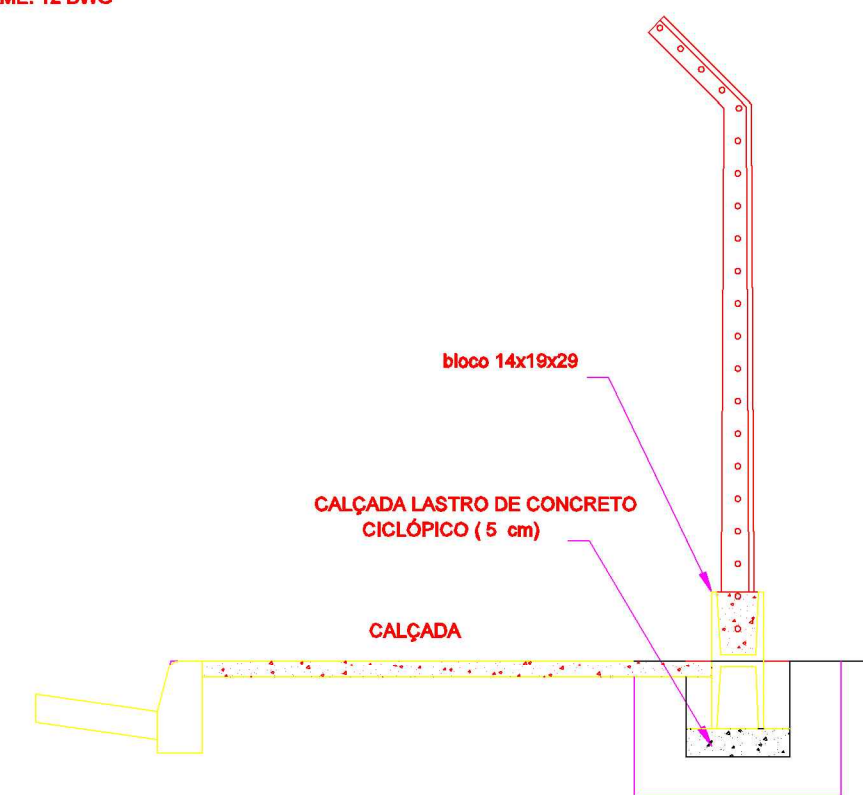 bloco 14x19x29
CALÇADA LASTRO DE CONCRETO
CICLÓPICO ( 5 cm)
CALÇADA